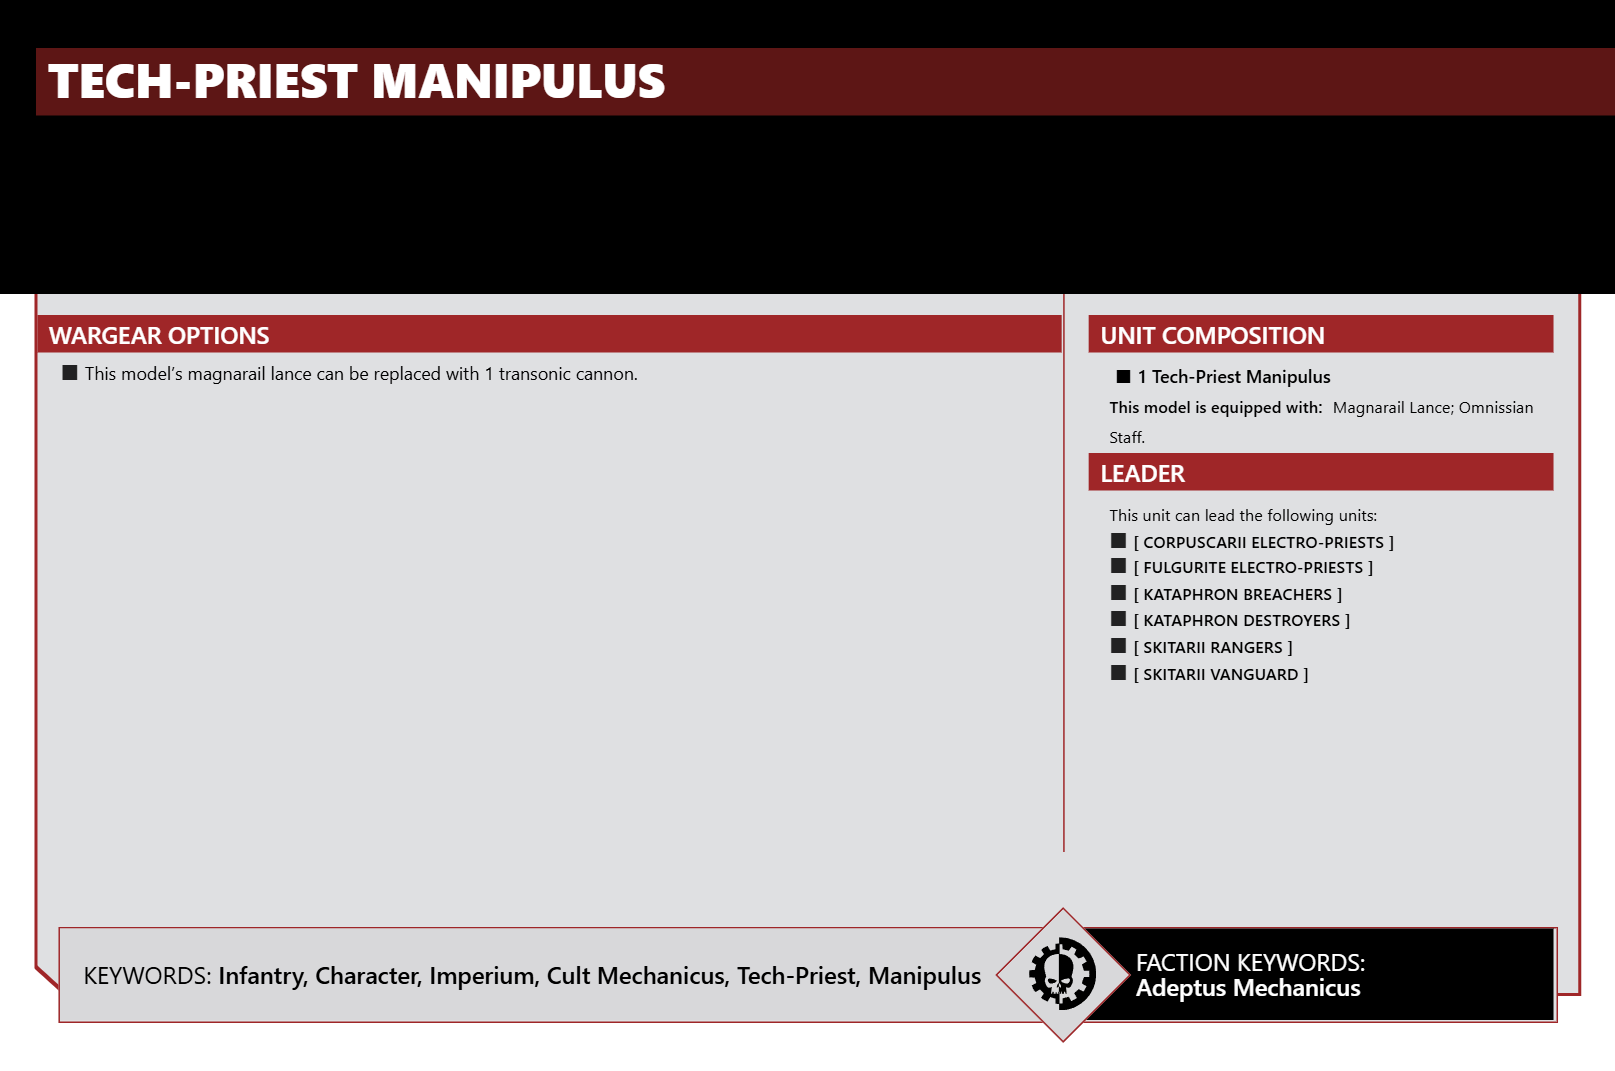 TECH-PRIEST MANIPULUS
WARGEAR OPTIONS
■ This model’s magnarail lance can be replaced with 1 transonic cannon.
UNIT COMPOSITION
■ 1 Tech-Priest Manipulus
This model is equipped with: Magnarail Lance; Omnissian
Staff.
LEADER
This unit can lead the following units:
■ [ CORPUSCARII ELECTRO-PRIESTS ]
■ [ FULGURITE ELECTRO-PRIESTS ]
■ [ KATAPHRON BREACHERS ]
■ [ KATAPHRON DESTROYERS ]
■ [ SKITARII RANGERS ]
■ [ SKITARII VANGUARD ]
KEYWORDS: Infantry, Character, Imperium, Cult Mechanicus, Tech-Priest, Manipulus
FACTION KEYWORDS:
Adeptus Mechanicus